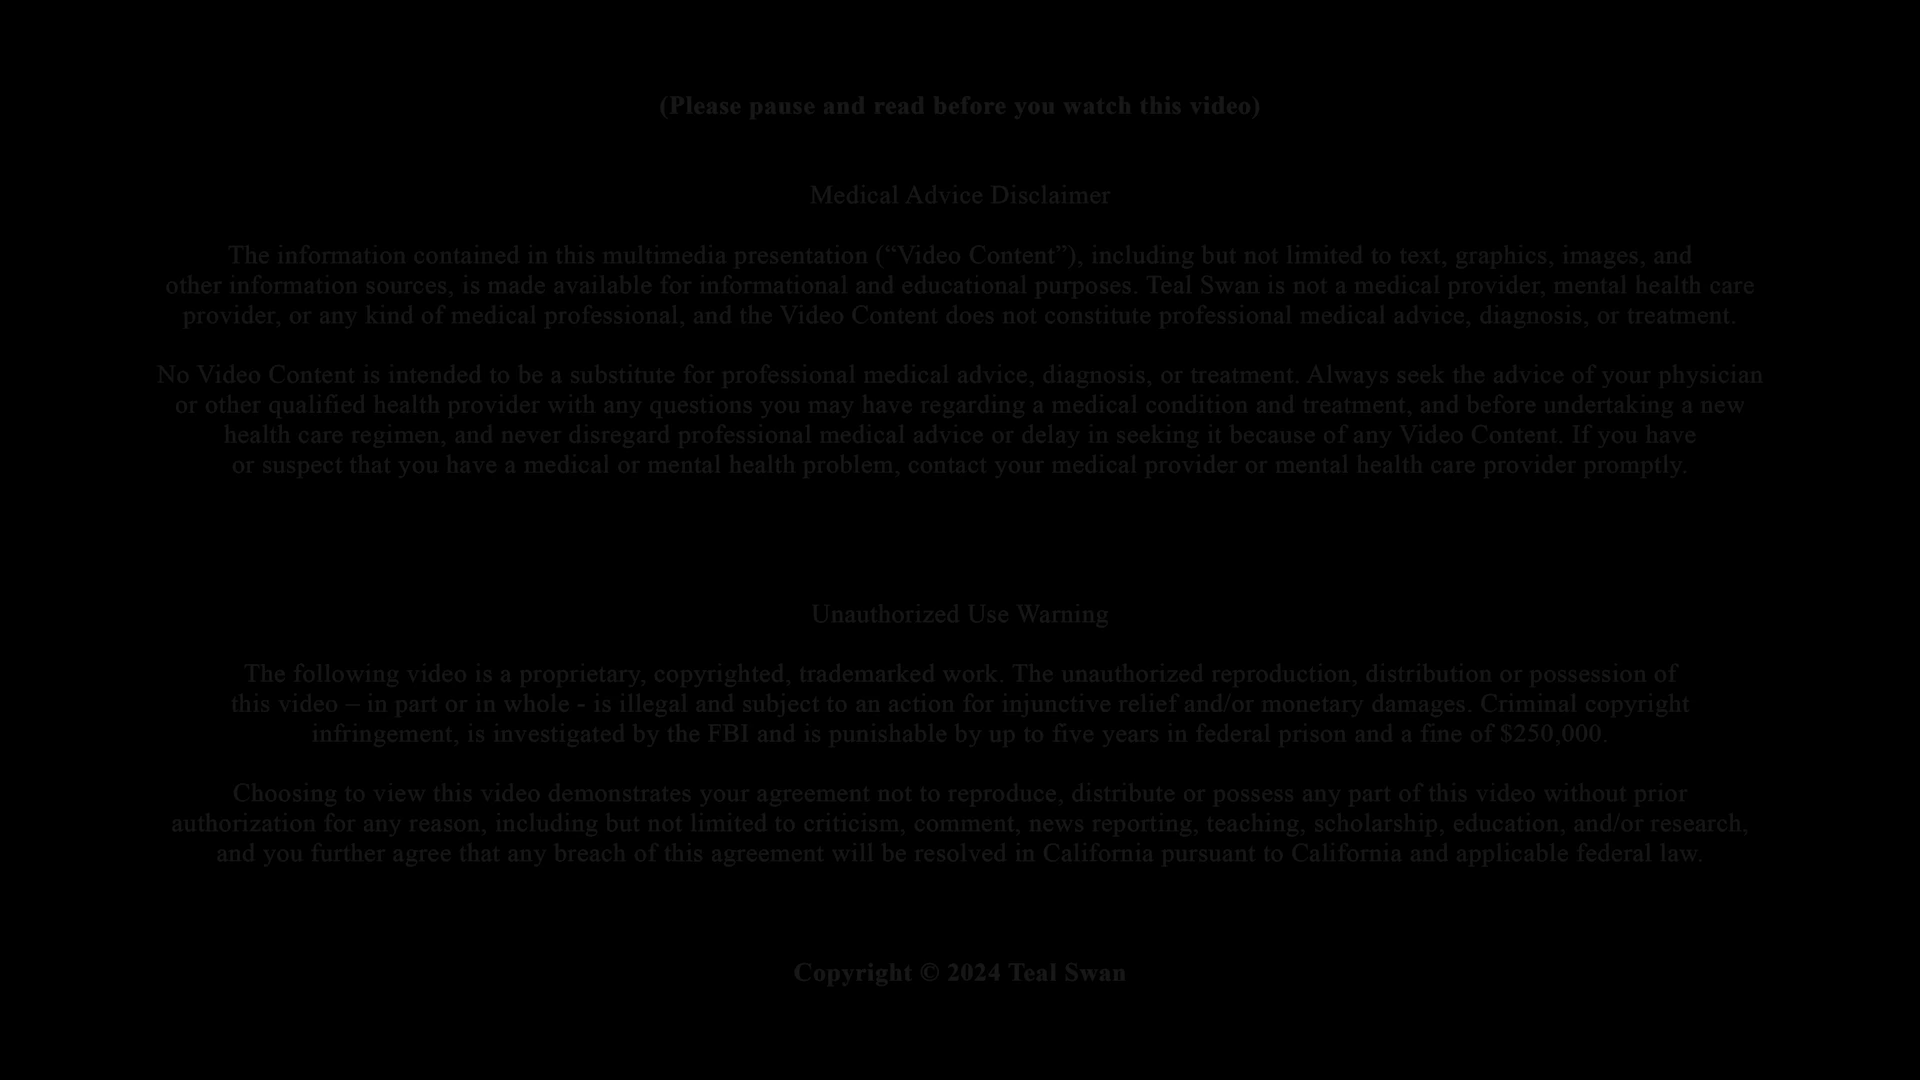 (Please pause and read before you watch this video)
Medical Advice Disclaimer
The information contained in this multimedia presentation (“Video Content”), including but not limited to text, graphics, images, and
other information sources, is made available for informational and educational purposes. Teal Swan is not a medical provider, mental health care
provider, or any kind of medical professional, and the Video Content does not constitute professional medical advice, diagnosis, or treatment.
No Video Content is intended to be a substitute for professional medical advice, diagnosis, or treatment. Always seek the advice of your physician
or other qualified health provider with any questions you may have regarding a medical condition and treatment, and before undertaking a new
health care regimen, and never disregard professional medical advice or delay in seeking it because of any Video Content. If you have
or suspect that you have a medical or mental health problem, contact your medical provider or mental health care provider promptly.
Unauthorized Use Warning
The following video is a proprietary, copyrighted, trademarked work. The unauthorized reproduction, distribution or possession of
this video – in part or in whole - is illegal and subject to an action for injunctive relief and/or monetary damages. Criminal copyright
infringement, is investigated by the FBI and is punishable by up to five years in federal prison and a fine of $250,000.
Choosing to view this video demonstrates your agreement not to reproduce, distribute or possess any part of this video without prior
authorization for any reason, including but not limited to criticism, comment, news reporting, teaching, scholarship, education, and/or research,
and you further agree that any breach of this agreement will be resolved in California pursuant to California and applicable federal law.
Copyright © 2024 Teal Swan